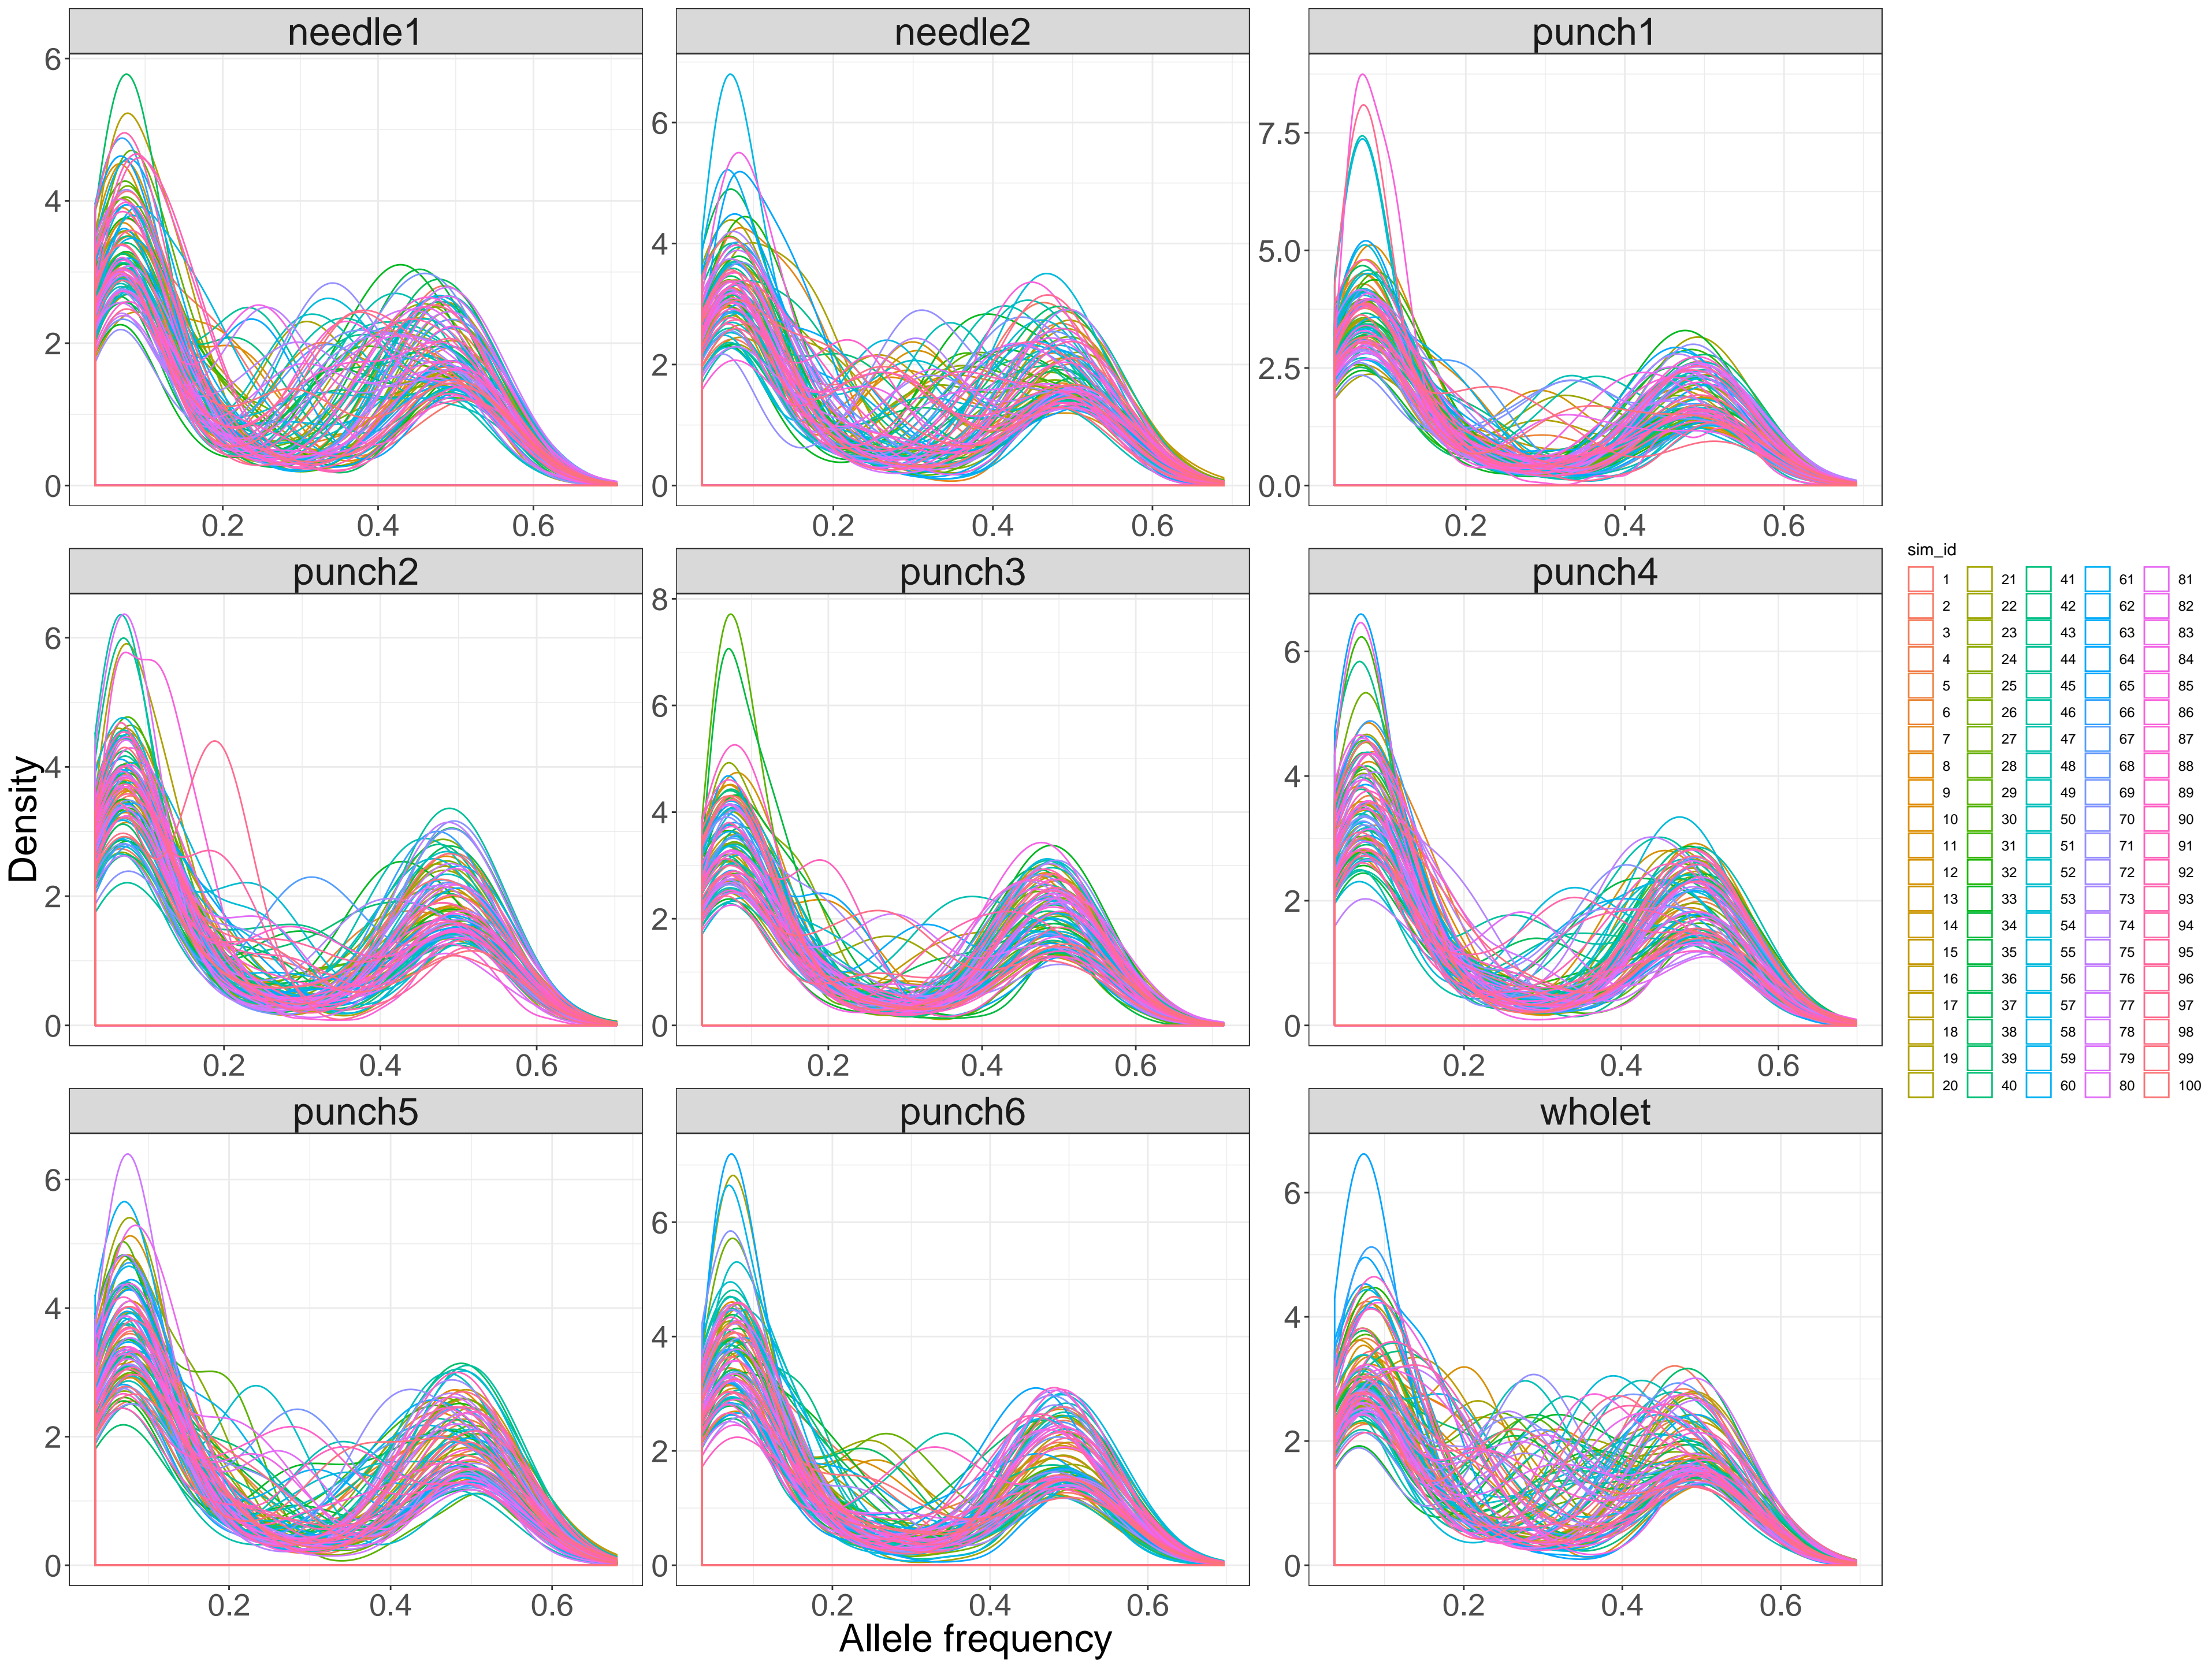 needle1 needle2 punch1
6 4 2 0
6 4 2 0
7.5 5.0 2.5 0.0
0.2 0.4 0.6 0.2 0.4 0.6 0.2 0.4 0.6
punch2 punch3 punch4
6 4 2 0
8 6 4 2 0
6 4 2 0
0.2 0.4 0.6 0.2 0.4 0.6 0.2 0.4 0.6
punch5 punch6 wholet
6 4 2 0
6 4 2 0
6 4 2 0
0.2 0.4 0.6 0.2 0.4 0.6 0.2 0.4 0.6
Density
Allele frequency
sim_id
1 21 41 61 81
2 22 42 62 82
3 23 43 63 83
4 24 44 64 84
5 25 45 65 85
6 26 46 66 86
7 27 47 67 87
8 28 48 68 88
9 29 49 69 89
10 30 50 70 90
11 31 51 71 91
12 32 52 72 92
13 33 53 73 93
14 34 54 74 94
15 35 55 75 95
16 36 56 76 96
17 37 57 77 97
18 38 58 78 98
19 39 59 79 99
20 40 60 80 100